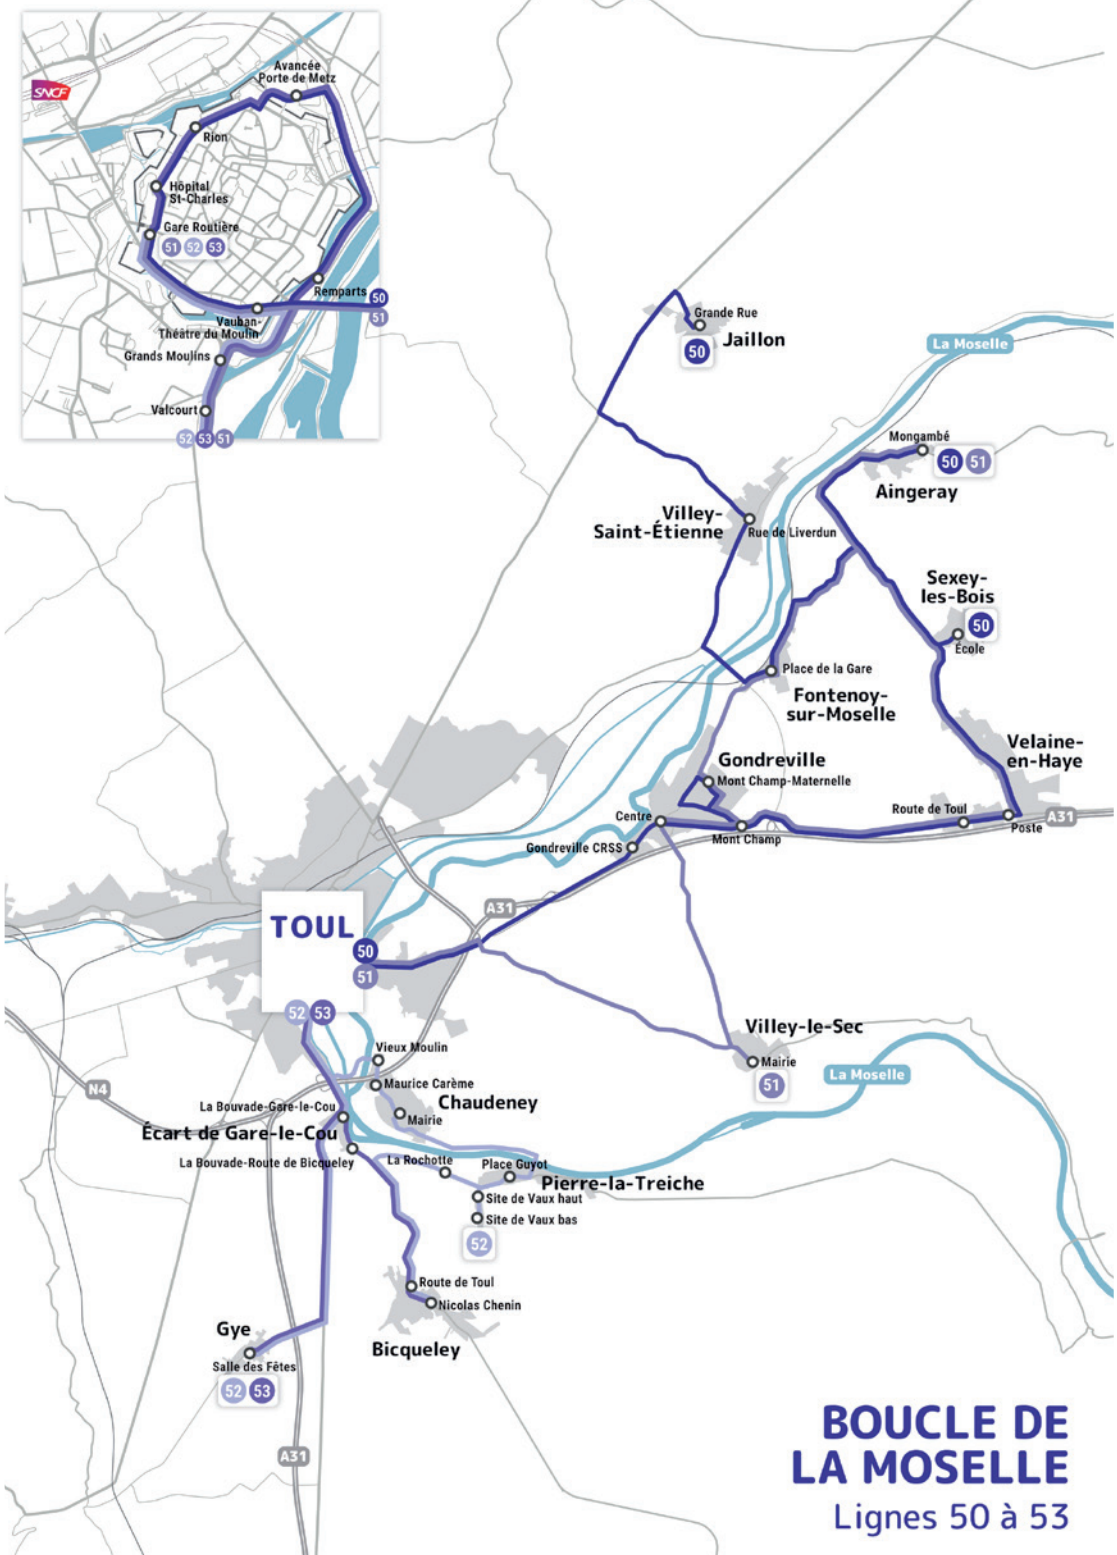 SNCF
Avancée
Porte de Metz
Rion
Hôpital
St-Charles
Gare Routière
51 52 53
Remparts
50
51
Vauban-
Théâtre du Moulin
Grands Moulins
Valcourt
52 53 51
Grande Rue
Jaillon
50
La Moselle
Mongambé
50 51
Aingeray
Villey-
Saint-Étienne
Rue de Liverdun
Sexey-
les-Bois
50
École
Place de la Gare
Fontenoy-
sur-Moselle
Velaine-
en-Haye
Gondreville
Mont Champ-Maternelle
Centre
Route de Toul
Poste
A31
Mont Champ
Gondreville CRSS
A31
TOUL
50
51
52 53
Villey-le-Sec
Mairie
51
La Moselle
Vieux Moulin
N4
Maurice Carème
Chaudeney
La Bouvade-Gare-le-Cou
Mairie
Écart de Gare-le-Cou
La Bouvade-Route de Bicqueley
La Rochotte
Place Guyot
Pierre-la-Treiche
Site de Vaux haut
Site de Vaux bas
52
Route de Toul
Nicolas Chenin
Bicqueley
Gye
Salle des Fêtes
52 53
A31
BOUCLE DE
LA MOSELLE
Lignes 50 à 53